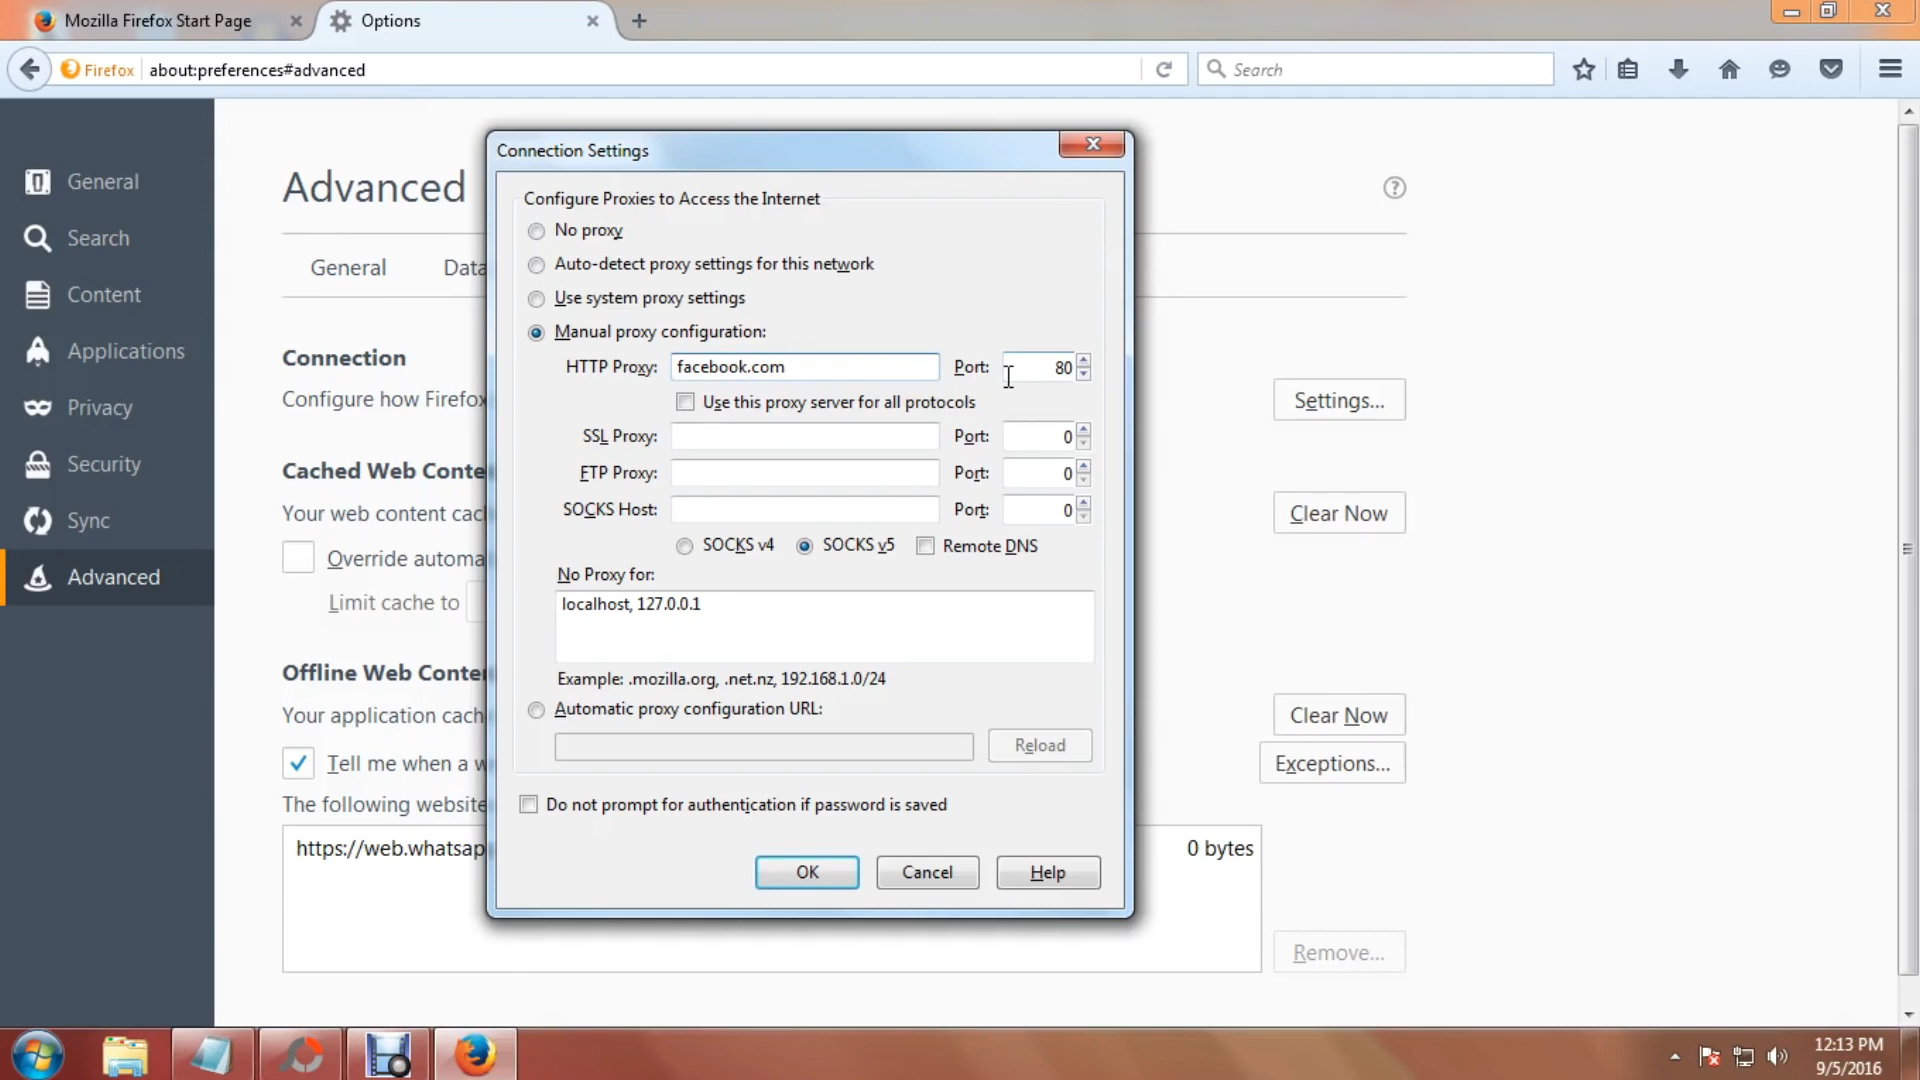 Mozilla Firefox Start Page
Options
Firefox
about:preferences#advanced
Search
General
Search
Content
Applications
Privacy
Security
Sync
Advanced
Advanced
General
Data
Connection
Configure how Firefox
Settings...
Cached Web Conte
Your web content cac
Clear Now
Override automa
Limit cache to
Offline Web Conte
Your application cach
Clear Now
Tell me when a w
Exceptions...
The following website
https://web.whatsap
0 bytes
Remove...
Connection Settings
Configure Proxies to Access the Internet
No proxy
Auto-detect proxy settings for this network
Use system proxy settings
Manual proxy configuration:
HTTP Proxy: facebook.com Port: 80
Use this proxy server for all protocols
SSL Proxy: Port: 0
FTP Proxy: Port: 0
SOCKS Host: Port: 0
SOCKS v4 SOCKS v5 Remote DNS
No Proxy for:
localhost, 127.0.0.1
Example: .mozilla.org, .net.nz, 192.168.1.0/24
Automatic proxy configuration URL:
Reload
Do not prompt for authentication if password is saved
OK Cancel Help
12:13 PM
9/5/2016